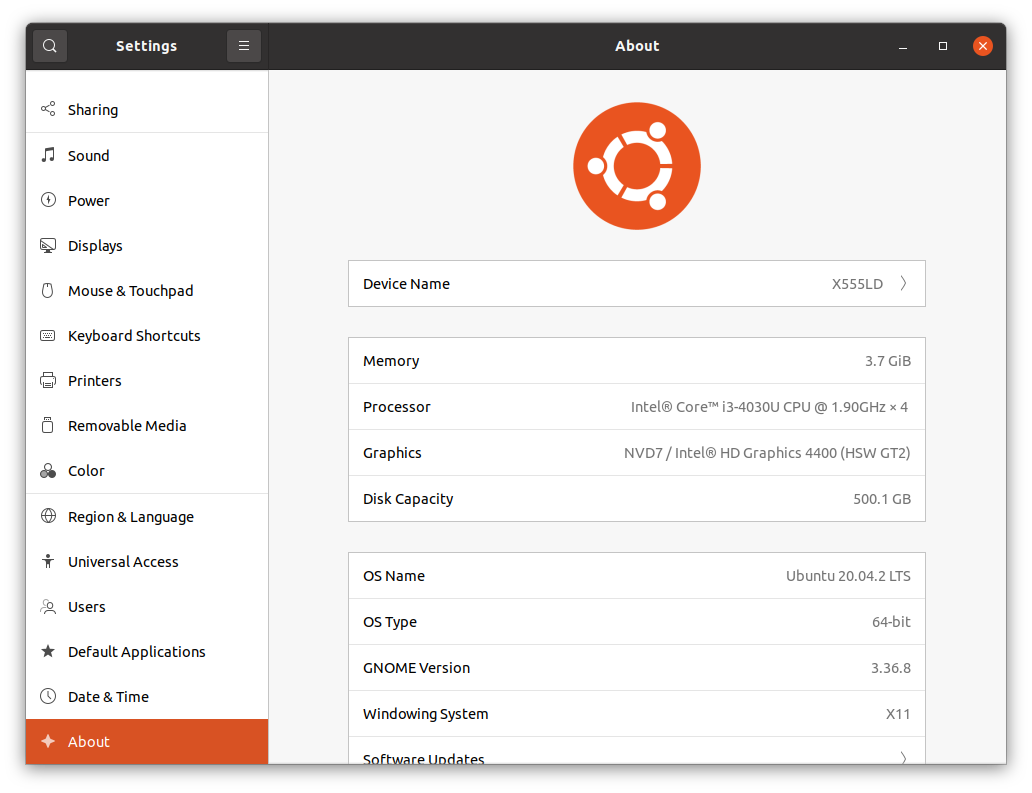 Settings
About
Sharing
Sound
Power
Displays
Mouse & Touchpad
Keyboard Shortcuts
Printers
Removable Media
Color
Region & Language
Universal Access
Users
Default Applications
Date & Time
About
Device Name X555LD
Memory 3.7 GiB
Processor Intel® Core™ i3-4030U CPU @ 1.90GHz × 4
Graphics NVD7 / Intel® HD Graphics 4400 (HSW GT2)
Disk Capacity 500.1 GB
OS Name Ubuntu 20.04.2 LTS
OS Type 64-bit
GNOME Version 3.36.8
Windowing System X11
Software Updates